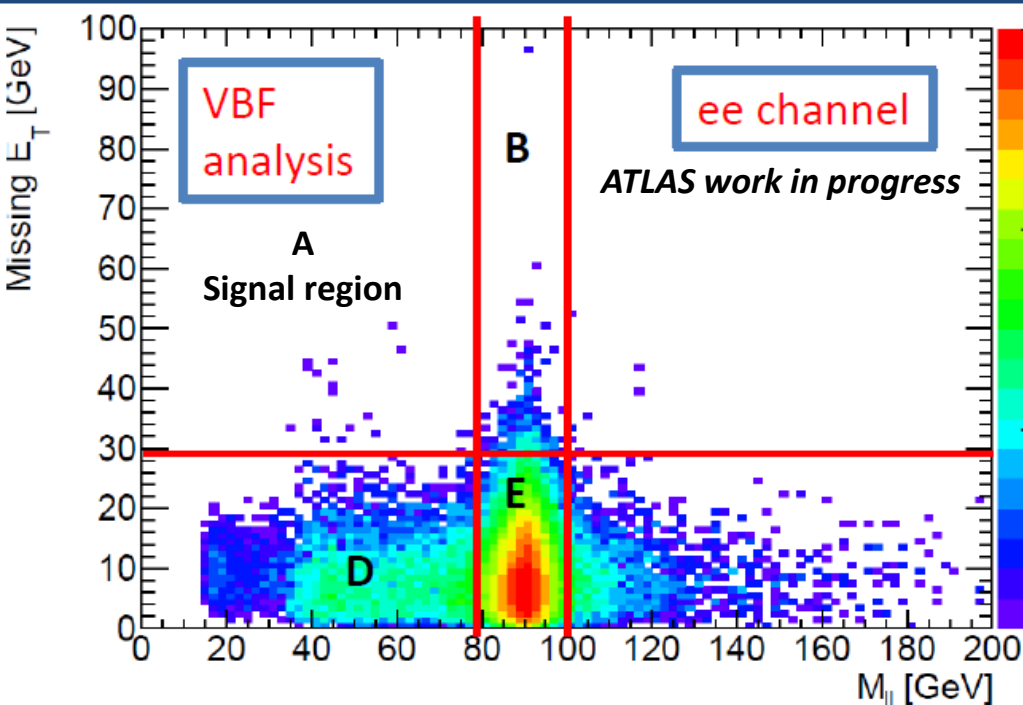 Missing E_T [GeV]
100
90
80
70
60
50
40
30
20
10
0
VBF
analysis
B
ee channel
ATLAS work in progress
A
Signal region
E
D
0 20 40 60 80 100 120 140 160 180 200
M_ll [GeV]